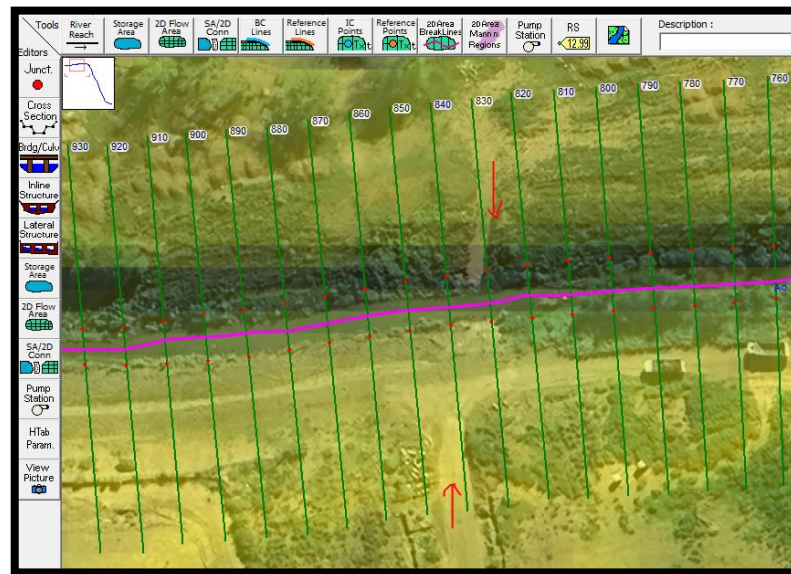 Tools
River Reach
Storage Area
2D Flow Area
SA/2D Conn
BC Lines
Reference Lines
IC Points
Reference Points
2D Area BreakLines
2D Area Mann n Regions
Pump Station
RS
12.99
Description :
Editors
Junct.
Cross Section
Brdg/Culv
Inline Structure
Lateral Structure
Storage Area
2D Flow Area
SA/2D Conn
Pump Station
HTab Param.
View Picture
930
920
910
900
890
880
870
860
850
840
830
820
810
800
790
780
770
760